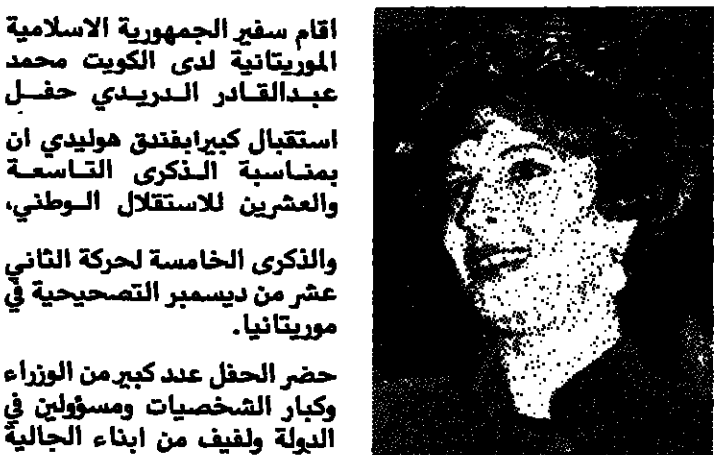 اقام سفير الجمهورية الاسلامية
الموريتانية لدى الكويت محمد
عبدالقادر الدريدي حفل
استقبال كبيرابفندق هوليدي ان
بمناسبة الذكرى التاسعة
والعشرين للاستقلال الوطني،
والذكرى الخامسة لحركة الثاني
عشر من ديسمبر التصحيحية في
موريتانيا.
حضر الحفل عدد كبير من الوزراء
وكبار الشخصيات ومسؤولين في
الدولة ولفيف من ابناء الجالية